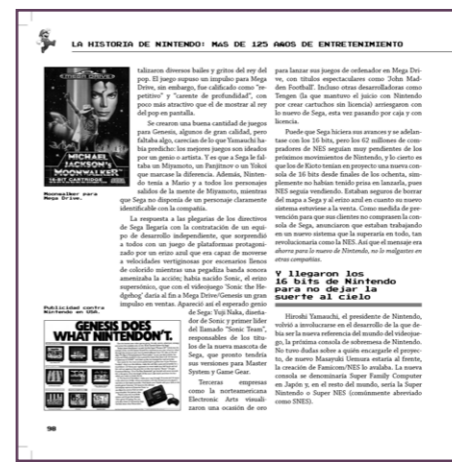 LA HISTORIA DE NINTENDO: MAS DE 125 AÑOS DE ENTRETENIMIENTO
MICHAEL
JACKSON'S
MOONWALKER
16-BIT CARTRIDGE
Moonwalker para
Mega Drive.
talizaron diversos bailes y gritos del rey del
pop. El juego supuso un impulso para Mega
Drive, sin embargo, fue calificado como "re-
petitivo" y "carente de profundidad", con
poco más atractivo que el de mostrar al rey
del pop en pantalla.
Se crearon una buena cantidad de juegos
para Genesis, algunos de gran calidad, pero
faltaba algo, carecían de lo que Yamauchi ha-
bía predicho: los mejores juegos son ideados
por un genio o artista. Y es que a Sega le fal-
taba un Miyamoto, un Panjitnov o un Yokoi
que marcase la diferencia. Además, Ninten-
do tenía a Mario y a todos los personajes
salidos de la mente de Miyamoto, mientras
que Sega no disponía de un personaje claramente
identificable con la compañía.
La respuesta a las plegarias de los directivos
de Sega llegaría con la contratación de un equi-
po de desarrollo independiente, que sorprendió
a todos con un juego de plataformas protagoni-
zado por un erizo azul que era capaz de moverse
a velocidades vertiginosas por escenarios llenos
de colorido mientras una pegadiza banda sonora
amenizaba la acción; había nacido Sonic, el erizo
supersónico, que con el videojuego 'Sonic the He-
dgehog' daría al fin a Mega Drive/Genesis un gran
impulso en ventas. Apareció así el esperado genio
Publicidad contra
Nintendo en USA.
GENESIS DOES
WHAT NINTENDON'T.
de Sega: Yuji Naka, diseña-
dor de Sonic y primer líder
del llamado "Sonic Team",
responsables de los títu-
los de la nueva mascota de
Sega, que pronto tendría
sus versiones para Master
System y Game Gear.
Terceras empresas
como la norteamericana
Electronic Arts visuali-
zaron una ocasión de oro
para lanzar sus juegos de ordenador en Mega Dri-
ve, con títulos espectaculares como 'John Mad-
den Football'. Incluso otras desarrolladoras como
Tengen (la que mantuvo el juicio con Nintendo
por crear cartuchos sin licencia) arriesgaron con
lo nuevo de Sega, esta vez pasando por caja y con
licencia.
Puede que Sega hiciera sus avances y se adelan-
tase con los 16 bits, pero los 62 millones de com-
pradores de NES seguían muy pendientes de los
próximos movimientos de Nintendo, y lo cierto es
que los de Kioto tenían en proyecto una nueva con-
sola de 16 bits desde finales de los ochenta, sim-
plemente no habían tenido prisa en lanzarla, pues
NES seguía vendiendo. Estaban seguros de borrar
del mapa a Sega y al erizo azul en cuanto su nuevo
sistema estuviese a la venta. Como medida de pre-
vención para que sus clientes no comprasen la con-
sola de Sega, anunciaron que estaban trabajando
en un nuevo sistema que la superaría en todo, tan
revolucionaria como la NES. Así que el mensaje era
ahorra para lo nuevo de Nintendo, no lo malgastes en
otras compañías.
Y llegaron los
16 bits de Nintendo
para no dejar la
suerte al cielo
Hiroshi Yamauchi, el presidente de Nintendo,
volvió a involucrarse en el desarrollo de la que de-
bía ser la nueva referencia del mundo del videojue-
go, la próxima consola de sobremesa de Nintendo.
No tuvo dudas sobre a quién encargarle el proyec-
to, de nuevo Masayuki Uemura estaría al frente,
la creación de Famicom/NES lo avalaba. La nueva
consola se denominaría Super Family Computer
en Japón y, en el resto del mundo, sería la Super
Nintendo o Super NES (comúnmente abreviado
como SNES).
98